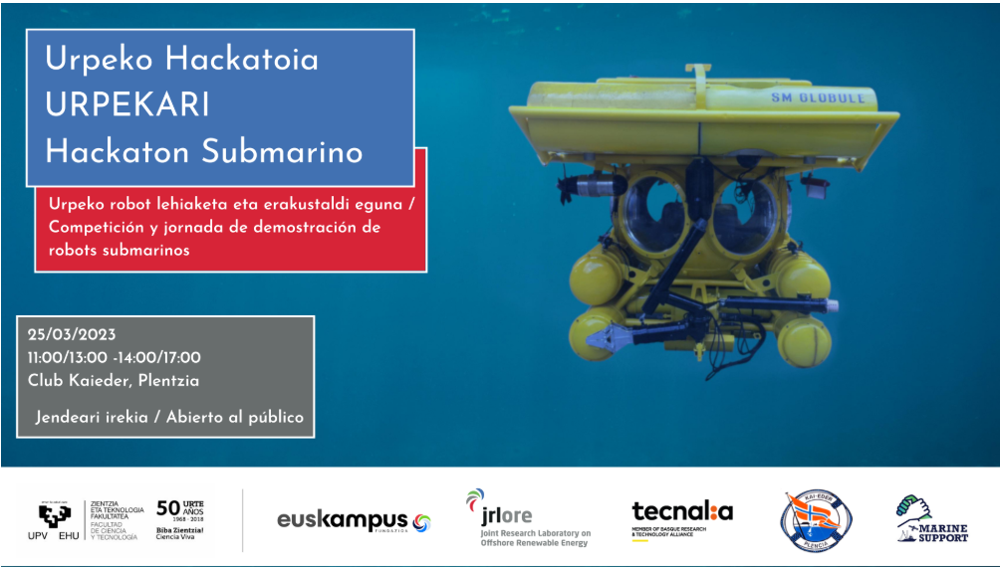 Urpeko Hackatoia
URPEKARI
Hackaton Submarino
Urpeko robot lehiaketa eta erakustaldi eguna /
Competición y jornada de demostración de
robots submarinos
SM GLOBULE
25/03/2023
11:00/13:00 -14:00/17:00
Club Kaieder, Plentzia
Jendeari irekia / Abierto al público
UPV EHU
ZIENTZIA
ETA TEKNOLOGIA
FAKULTATEA
FACULTAD
DE CIENCIA
Y TECNOLOGÍA
50 URTE
AÑOS
1968 - 2018
Biba Zientzia!
Ciencia Viva
euskampus
FUNDAZIOA
jrlore
Joint Research Laboratory on
Offshore Renewable Energy
tecnal:a
MEMBER OF BASQUE RESEARCH
& TECHNOLOGY ALLIANCE
KAI-EDER
PLENCIA
MARINE
SUPPORT